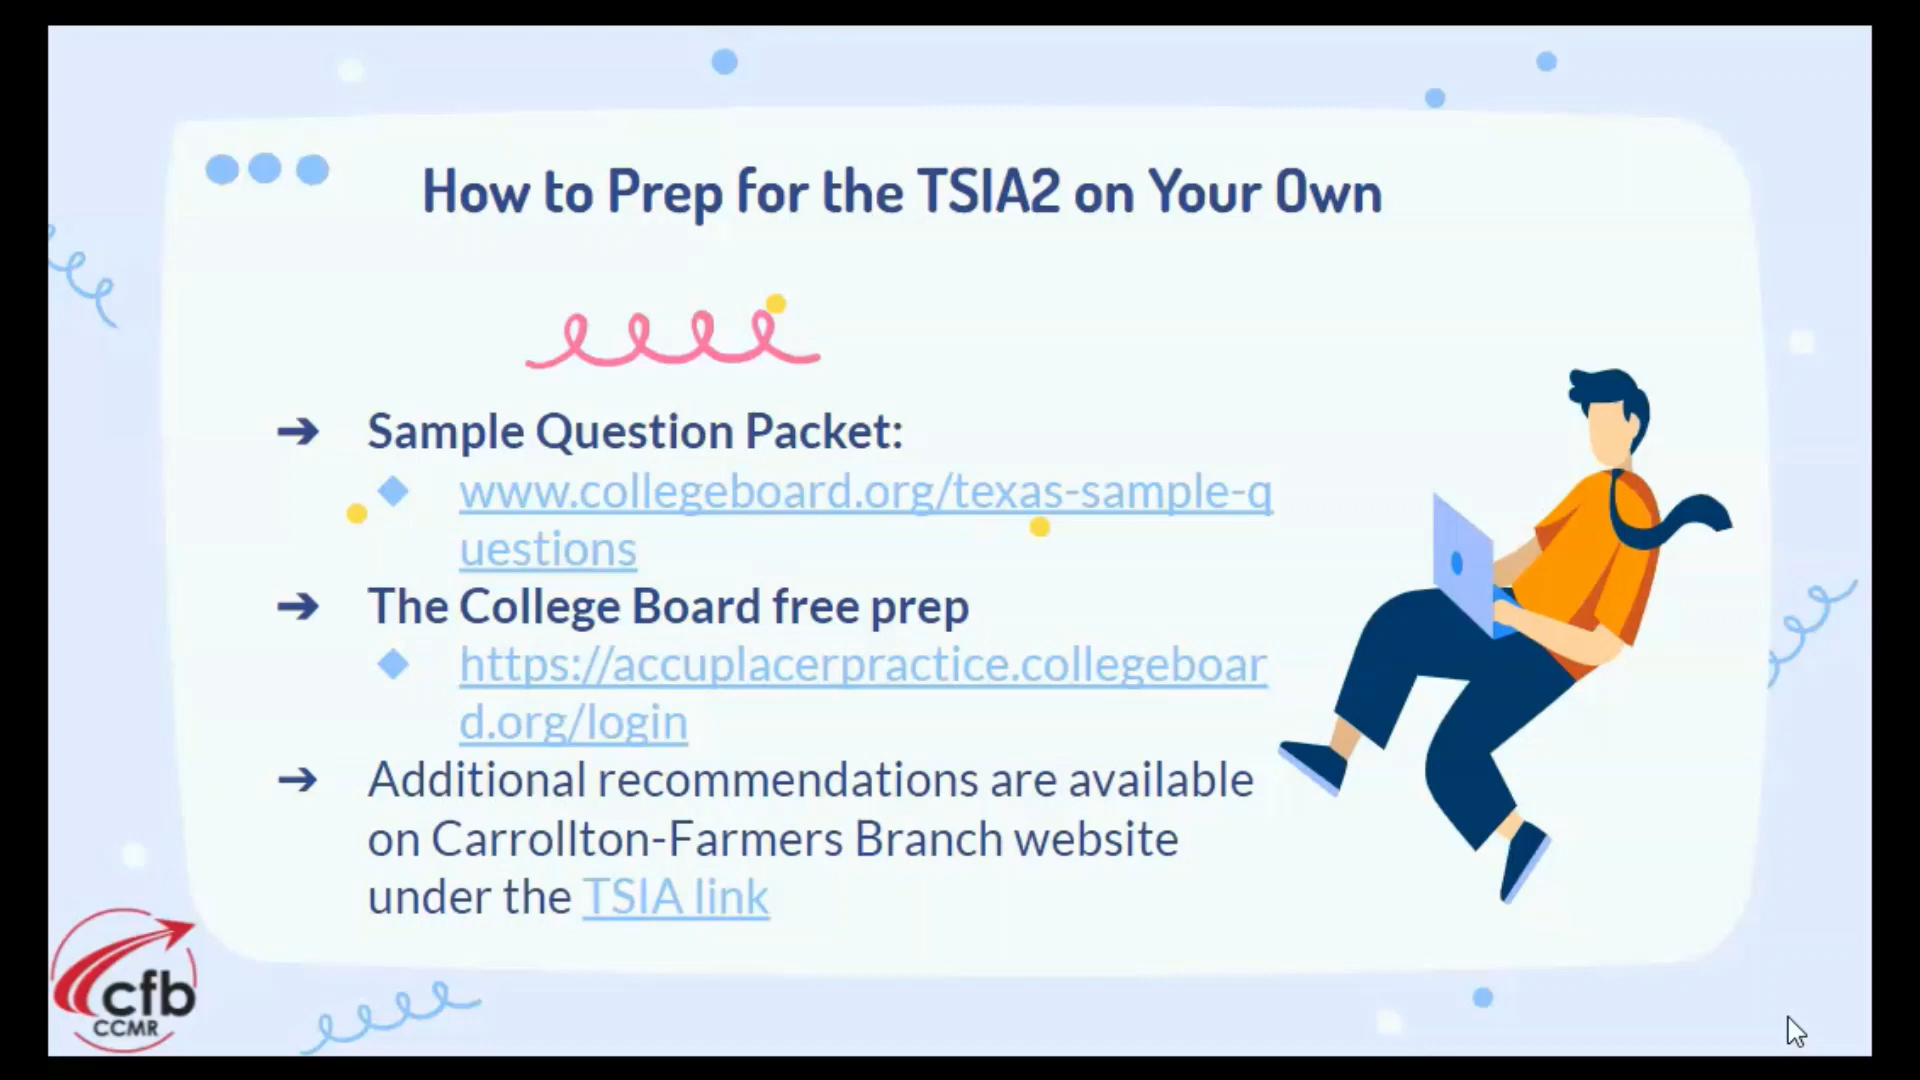 How to Prep for the TSIA2 on Your Own
➔ Sample Question Packet:
◆ www.collegeboard.org/texas-sample-q
uestions
➔ The College Board free prep
◆ https://accuplacerpractice.collegeboar
d.org/login
➔ Additional recommendations are available
on Carrollton-Farmers Branch website
under the TSIA link
cfb
CCMR